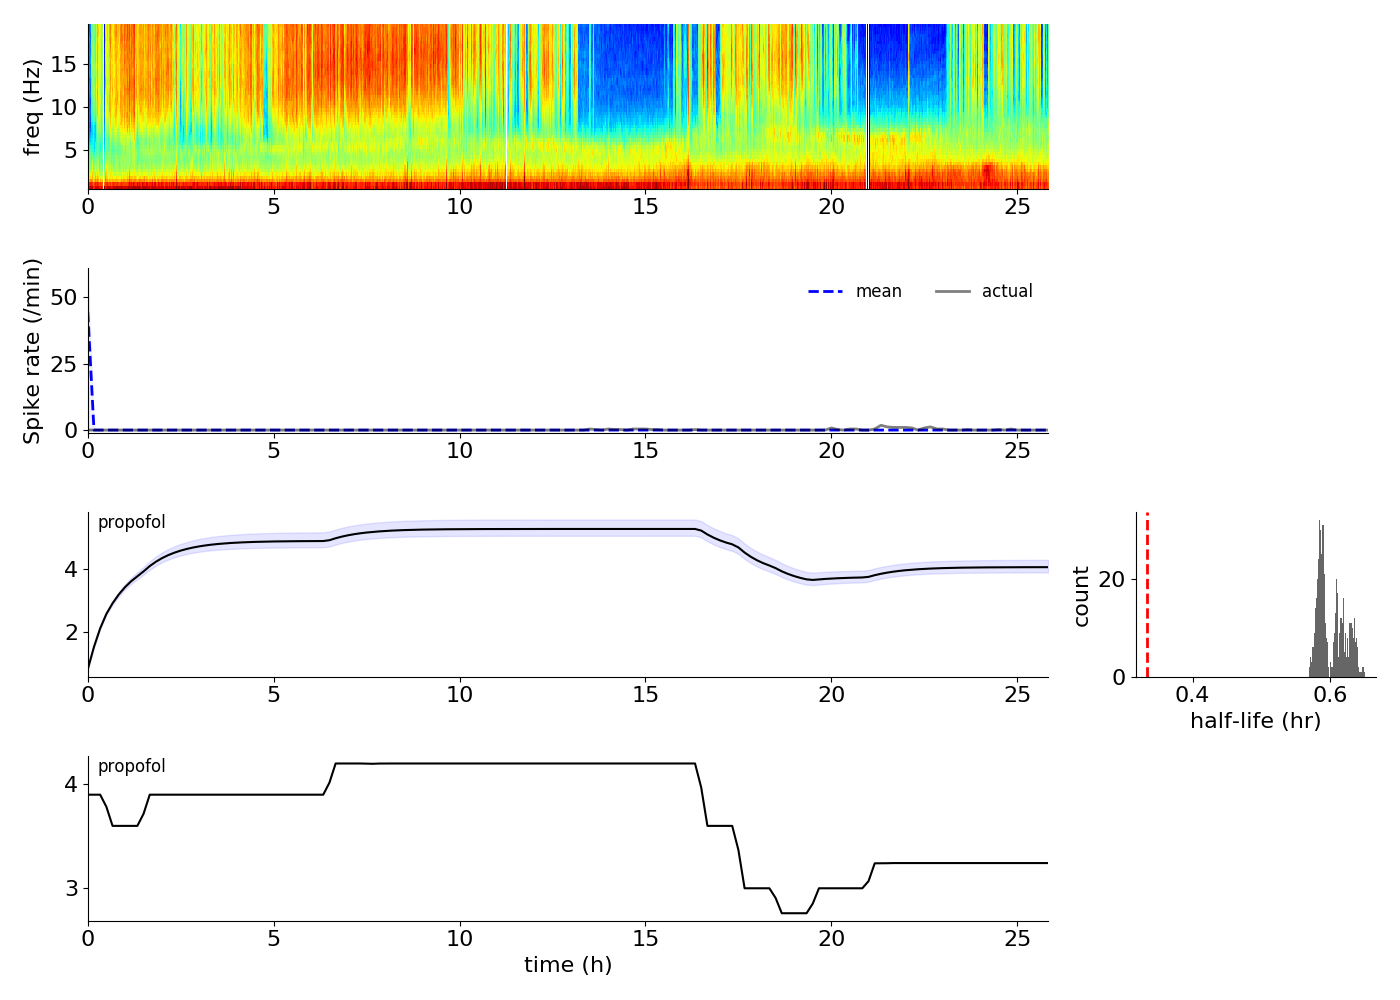 freq (Hz)
15
10
5
0 5 10 15 20 25
Spike rate (/min)
50
25
0
mean actual
0 5 10 15 20 25
propofol
4
2
0 5 10 15 20 25
count
20
0
0.4 0.6
half-life (hr)
propofol
4
3
0 5 10 15 20 25
time (h)